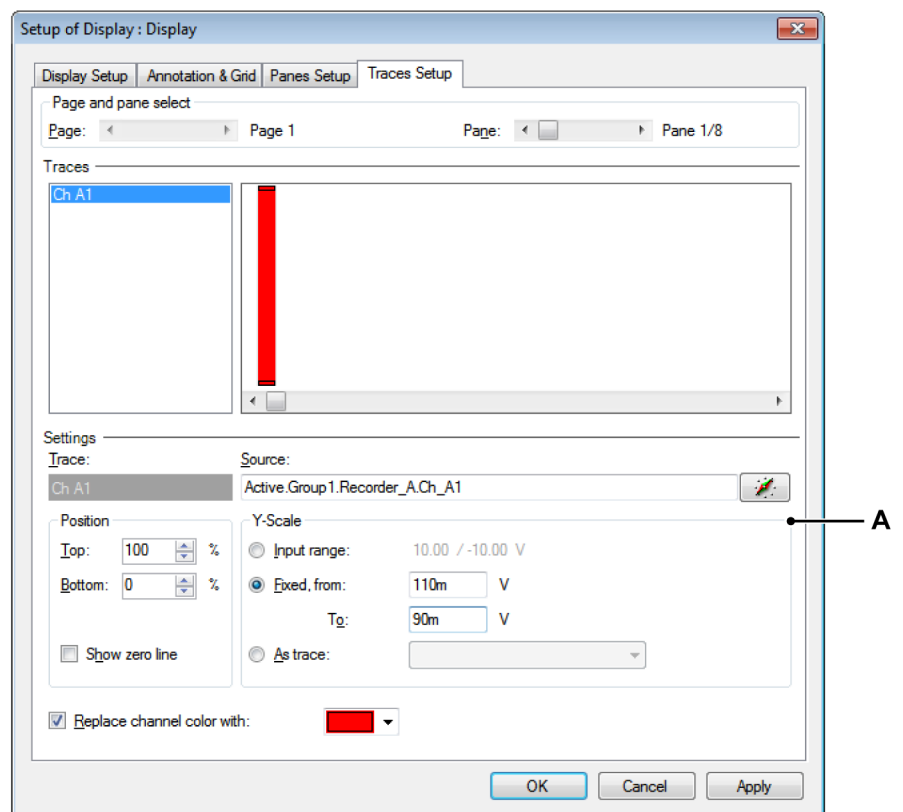 Setup of Display : Display
Display Setup Annotation & Grid Panes Setup Traces Setup
Page and pane select
Page: Page 1 Pane: Pane 1/8
Traces
Ch A1
Settings
Trace: Source:
Ch A1 Active.Group1.Recorder_A.Ch_A1
Position Y-Scale A
Top: 100 % Input range: 10.00 / -10.00 V
Bottom: 0 % Fixed, from: 110m V
To: 90m V
Show zero line As trace:
Replace channel color with:
OK Cancel Apply